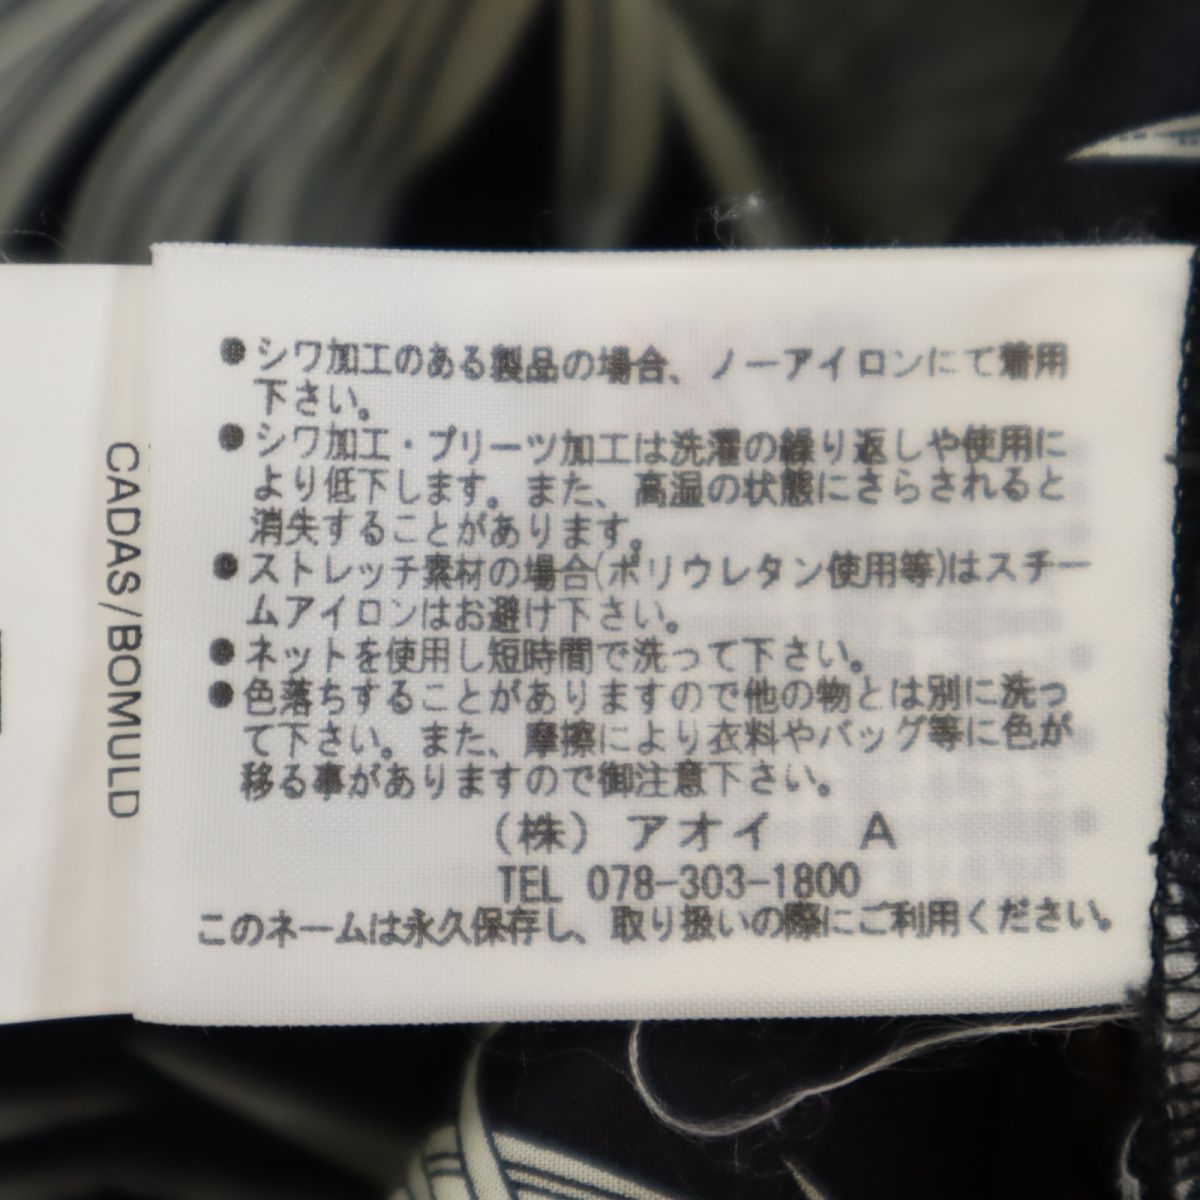 ●シワ加工のある製品の場合、ノーアイロンにて着用
下さい。
●シワ加工・プリーツ加工は洗濯の繰り返しや使用に
より低下します。また、高温の状態にさらされると
消失することがあります。
●ストレッチ素材の場合(ポリウレタン使用等)はスチー
ムアイロンはお避け下さい。
●ネットを使用し短時間で洗って下さい。
●色落ちすることがありますので他の物とは別に洗っ
て下さい。また、摩擦により衣料やバッグ等に色が
移る事がありますので御注意下さい。
(株) アオイ A
TEL 078-303-1800
このネームは永久保存し、取り扱いの際にご利用ください。
CADAS/BOMULD